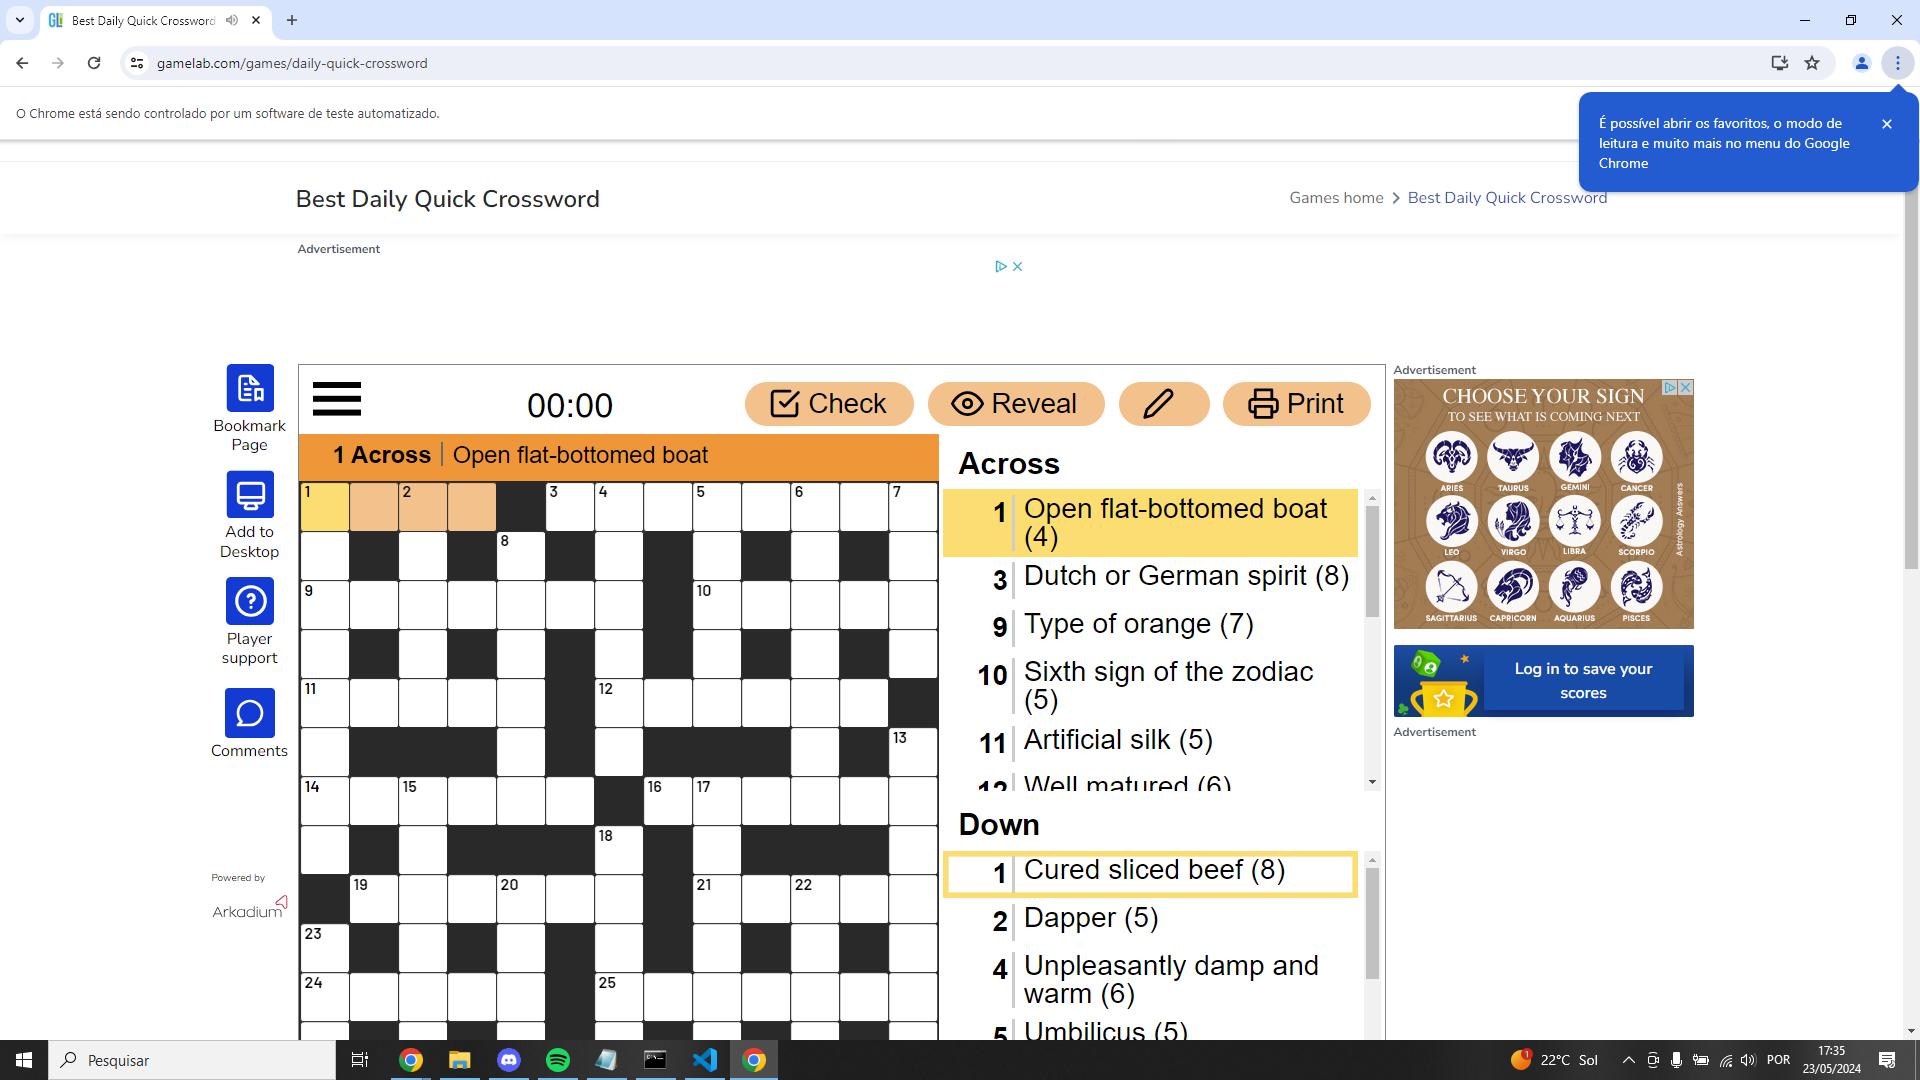 Best Daily Quick Crossword
gamelab.com/games/daily-quick-crossword
O Chrome está sendo controlado por um software de teste automatizado.
É possível abrir os favoritos, o modo de
leitura e muito mais no menu do Google
Chrome
Best Daily Quick Crossword
Games home > Best Daily Quick Crossword
Advertisement
Bookmark
Page
Add to
Desktop
Player
support
Comments
Powered by
Arkadium
00:00
Check
Reveal
Print
1 Across | Open flat-bottomed boat
1 2 3 4 5 6 7
8
9 10
11 12
13
14 15 16 17
18
19 20 21 22
23
24 25
Across
1 Open flat-bottomed boat
(4)
3 Dutch or German spirit (8)
9 Type of orange (7)
10 Sixth sign of the zodiac
(5)
11 Artificial silk (5)
12 Well matured (6)
Down
1 Cured sliced beef (8)
2 Dapper (5)
4 Unpleasantly damp and
warm (6)
5 Umbilicus (5)
Advertisement
CHOOSE YOUR SIGN
TO SEE WHAT IS COMING NEXT
ARIES TAURUS GEMINI CANCER
LEO VIRGO LIBRA SCORPIO
SAGITTARIUS CAPRICORN AQUARIUS PISCES
Astrology Answers
Log in to save your
scores
Advertisement
Pesquisar
1
22°C Sol
POR
17:35
23/05/2024